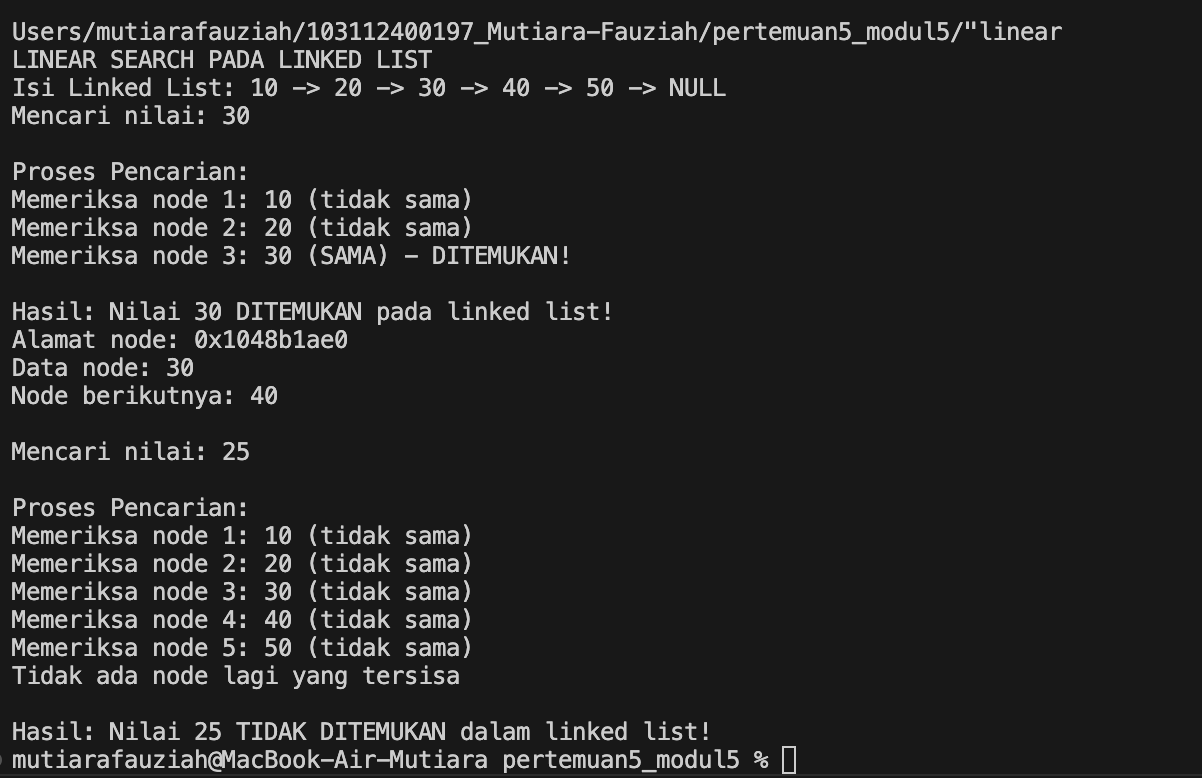 Users/mutiarafauziah/103112400197_Mutiara-Fauziah/pertemuan5_modul5/"linear
LINEAR SEARCH PADA LINKED LIST
Isi Linked List: 10 -> 20 -> 30 -> 40 -> 50 -> NULL
Mencari nilai: 30
Proses Pencarian:
Memeriksa node 1: 10 (tidak sama)
Memeriksa node 2: 20 (tidak sama)
Memeriksa node 3: 30 (SAMA) - DITEMUKAN!
Hasil: Nilai 30 DITEMUKAN pada linked list!
Alamat node: 0x1048b1ae0
Data node: 30
Node berikutnya: 40
Mencari nilai: 25
Proses Pencarian:
Memeriksa node 1: 10 (tidak sama)
Memeriksa node 2: 20 (tidak sama)
Memeriksa node 3: 30 (tidak sama)
Memeriksa node 4: 40 (tidak sama)
Memeriksa node 5: 50 (tidak sama)
Tidak ada node lagi yang tersisa
Hasil: Nilai 25 TIDAK DITEMUKAN dalam linked list!
mutiarafauziah@MacBook-Air-Mutiara pertemuan5_modul5 %